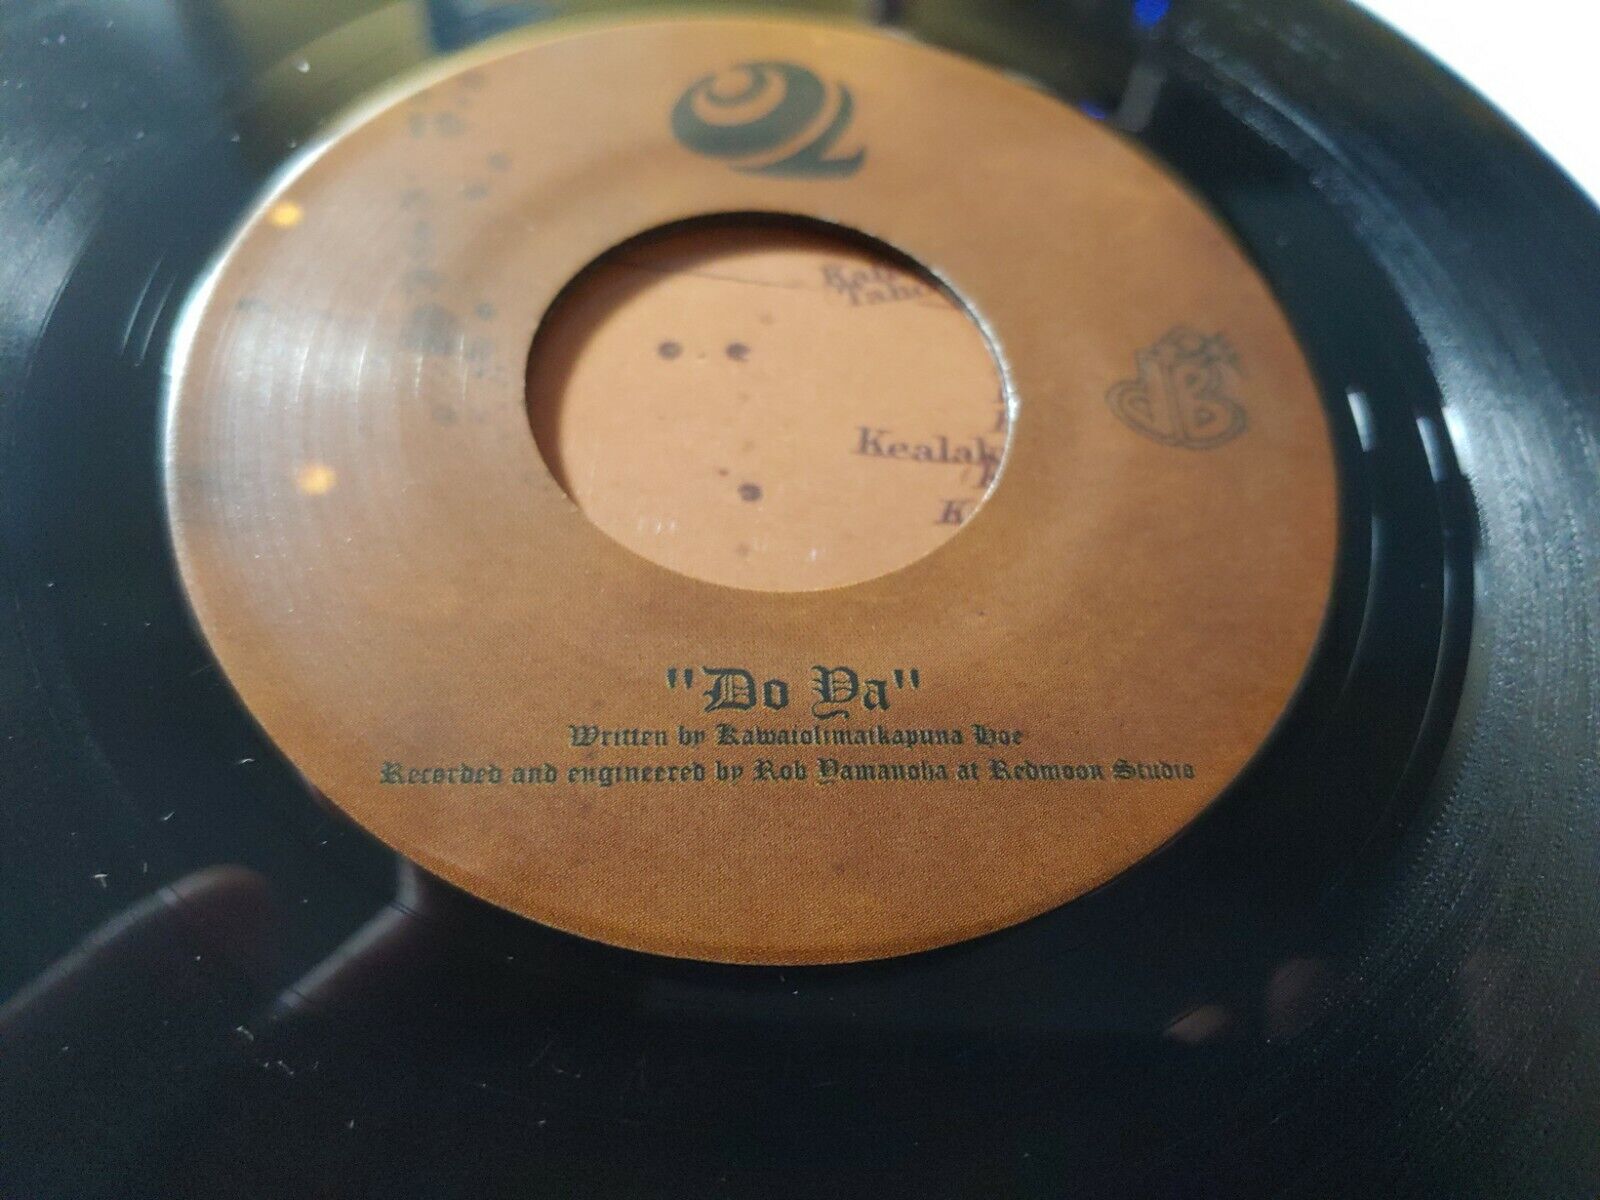 Kealak
K
"Do Ya"
Written by Kawaiolimaikapuna Hoe
Recorded and engineered by Rob Yamanoha at Redmoon Studio